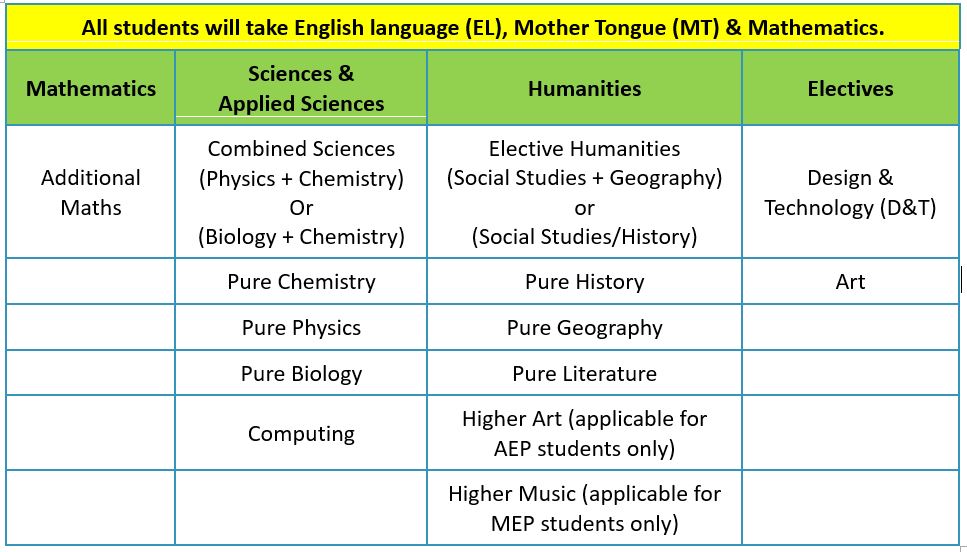 All students will take English language (EL), Mother Tongue (MT) & Mathematics.
Mathematics
Sciences &
Applied Sciences
Humanities
Electives
Additional
Maths
Combined Sciences
(Physics + Chemistry)
Or
(Biology + Chemistry)
Elective Humanities
(Social Studies + Geography)
or
(Social Studies/History)
Design &
Technology (D&T)
Pure Chemistry
Pure History
Art
Pure Physics
Pure Geography
Pure Biology
Pure Literature
Computing
Higher Art (applicable for
AEP students only)
Higher Music (applicable for
MEP students only)